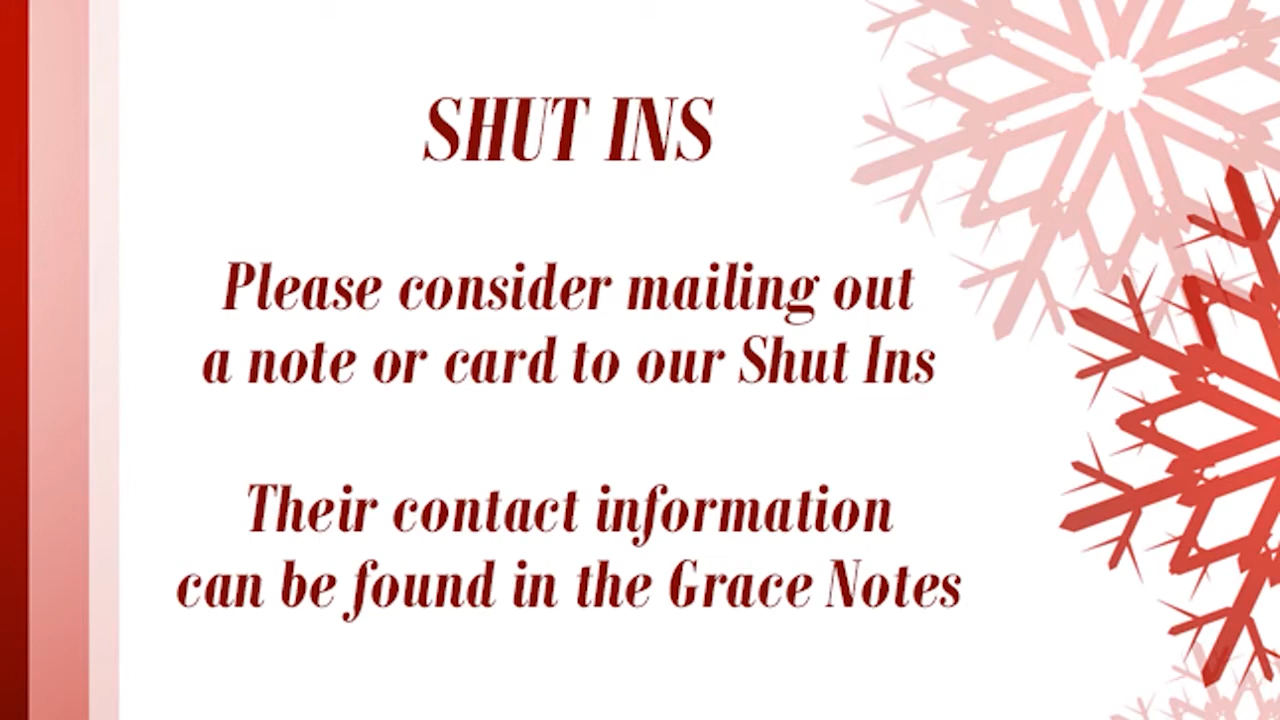 SHUT INS
Please consider mailing out
a note or card to our Shut Ins
Their contact information
can be found in the Grace Notes